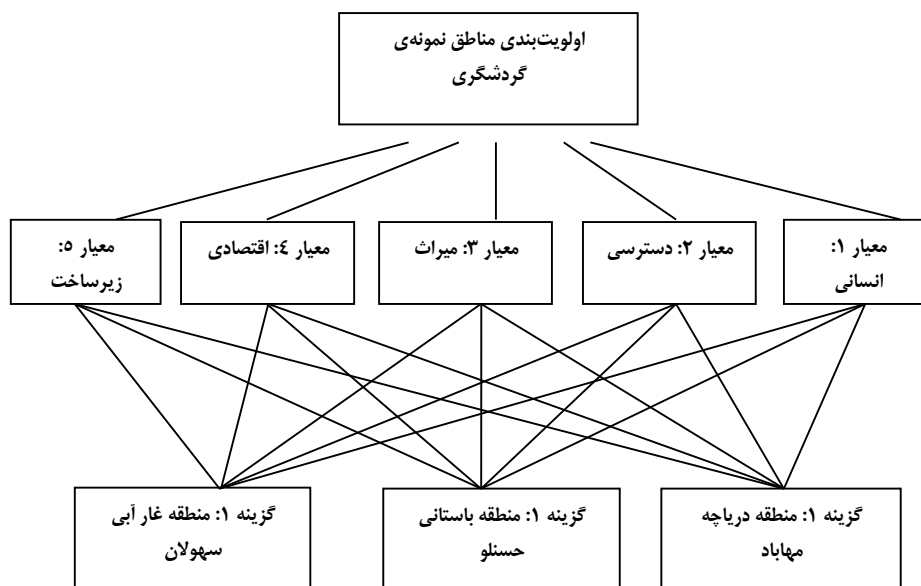 اولویت‌بندی مناطق نمونه‌ی
گردشگری
معیار ۱:
انسانی
معیار ۲: دسترسی
معیار ۳: میراث
معیار ٤: اقتصادی
معیار ٥:
زیرساخت
گزینه ۱: منطقه دریاچه
مهاباد
گزینه ۱: منطقه باستانی
حسنلو
گزینه ۱: منطقه غار آبی
سهولان